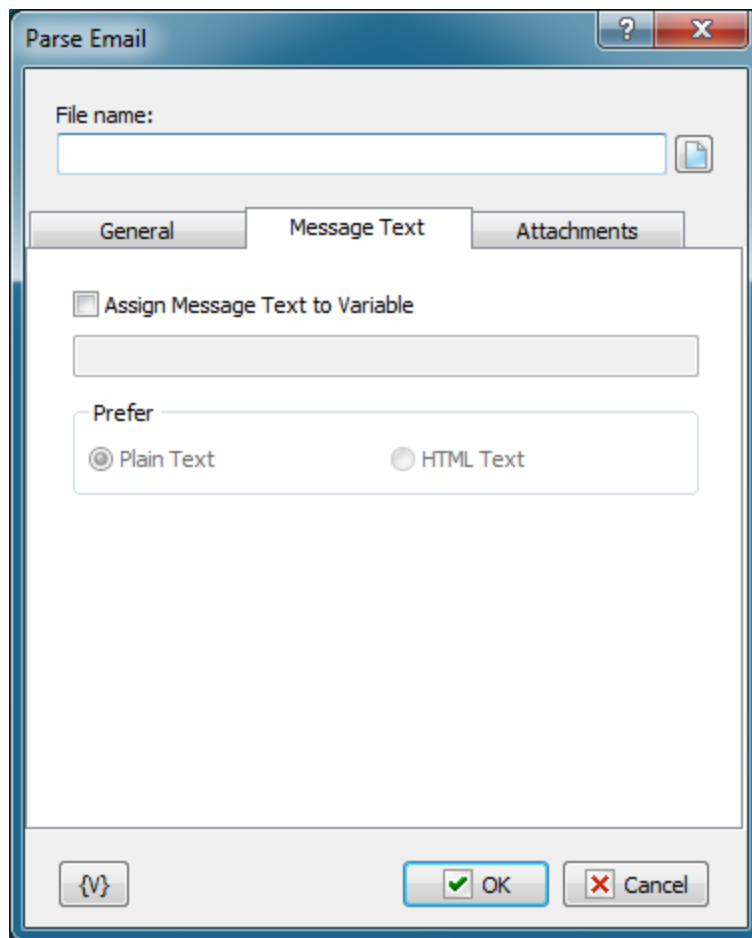 Parse Email
?
X
File name:
General Message Text Attachments
Assign Message Text to Variable
Prefer
Plain Text HTML Text
{V} OK Cancel